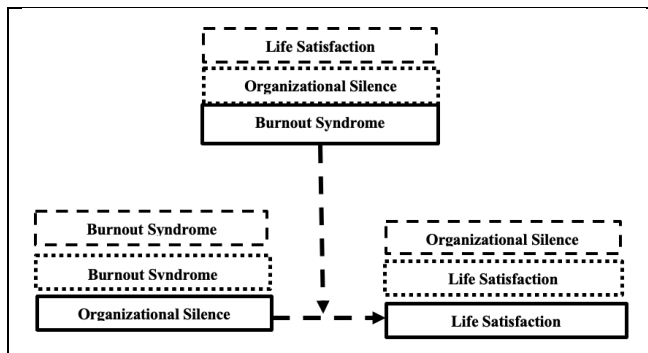 Life Satisfaction
Organizational Silence
Burnout Syndrome
Burnout Syndrome
Burnout Syndrome
Organizational Silence
Organizational Silence
Life Satisfaction
Life Satisfaction